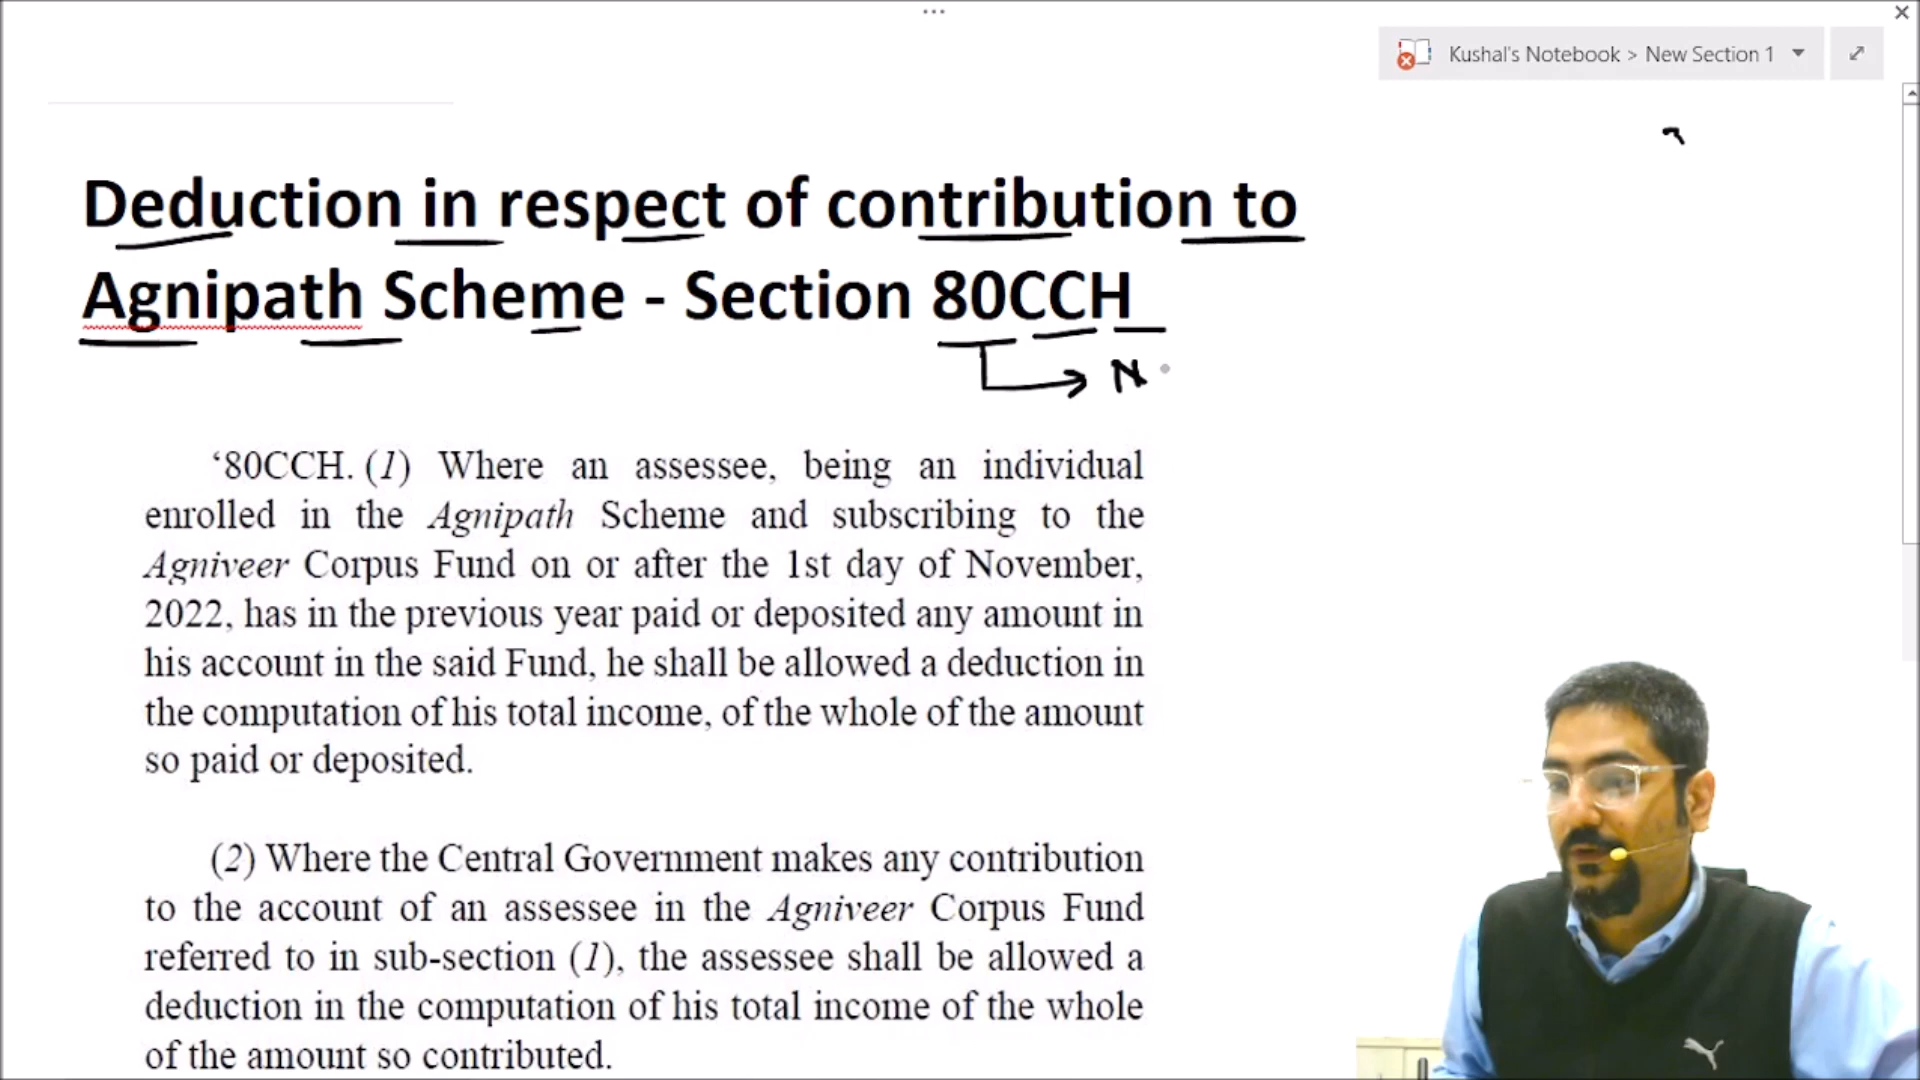 Kushal's Notebook > New Section 1
Deduction in respect of contribution to
Agnipath Scheme - Section 80CCH
N
‘80CCH. (1) Where an assessee, being an individual
enrolled in the Agnipath Scheme and subscribing to the
Agniveer Corpus Fund on or after the 1st day of November,
2022, has in the previous year paid or deposited any amount in
his account in the said Fund, he shall be allowed a deduction in
the computation of his total income, of the whole of the amount
so paid or deposited.
(2) Where the Central Government makes any contribution
to the account of an assessee in the Agniveer Corpus Fund
referred to in sub-section (1), the assessee shall be allowed a
deduction in the computation of his total income of the whole
of the amount so contributed.